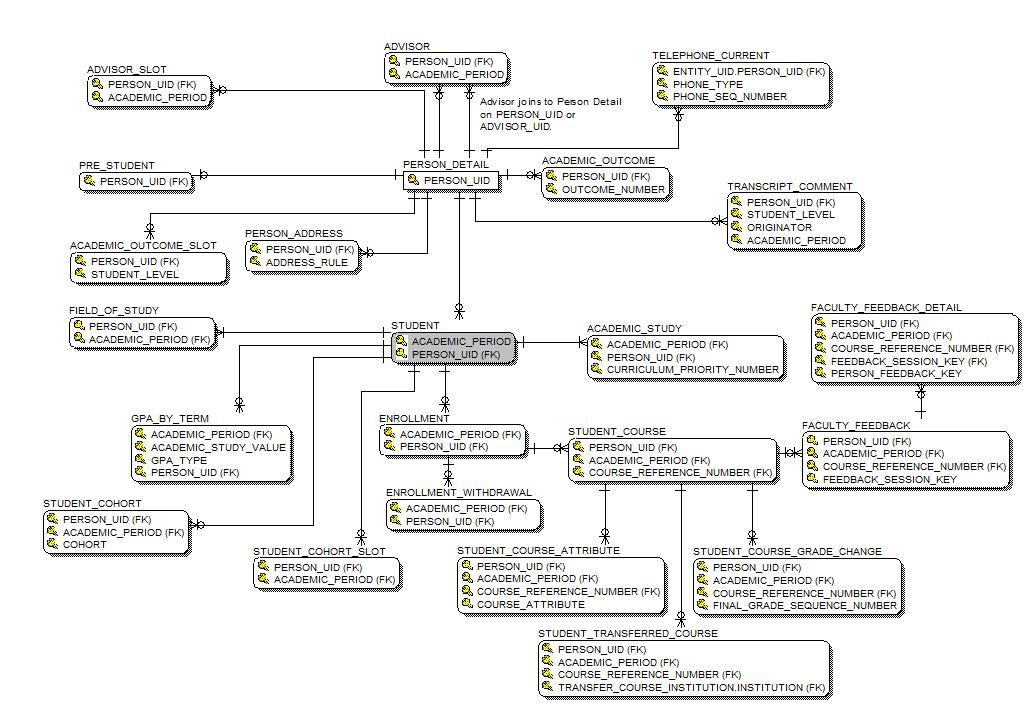 ADVISOR
PERSON_UID (FK)
ACADEMIC_PERIOD
ADVISOR_SLOT
PERSON_UID (FK)
ACADEMIC_PERIOD
TELEPHONE_CURRENT
ENTITY_UID.PERSON_UID (FK)
PHONE_TYPE
PHONE_SEQ_NUMBER
Advisor joins to Peson Detail
on PERSON_UID or
ADVISOR_UID.
PRE_STUDENT
PERSON_UID (FK)
PERSON_DETAIL
PERSON_UID
ACADEMIC_OUTCOME
PERSON_UID (FK)
OUTCOME_NUMBER
TRANSCRIPT_COMMENT
PERSON_UID (FK)
STUDENT_LEVEL
ORIGINATOR
ACADEMIC_PERIOD
ACADEMIC_OUTCOME_SLOT
PERSON_UID (FK)
STUDENT_LEVEL
PERSON_ADDRESS
PERSON_UID (FK)
ADDRESS_RULE
FIELD_OF_STUDY
PERSON_UID (FK)
ACADEMIC_PERIOD (FK)
STUDENT
ACADEMIC_PERIOD
PERSON_UID (FK)
ACADEMIC_STUDY
ACADEMIC_PERIOD (FK)
PERSON_UID (FK)
CURRICULUM_PRIORITY_NUMBER
FACULTY_FEEDBACK_DETAIL
PERSON_UID (FK)
ACADEMIC_PERIOD (FK)
COURSE_REFERENCE_NUMBER (FK)
FEEDBACK_SESSION_KEY (FK)
PERSON_FEEDBACK_KEY
GPA_BY_TERM
ACADEMIC_PERIOD (FK)
ACADEMIC_STUDY_VALUE
GPA_TYPE
PERSON_UID (FK)
ENROLLMENT
ACADEMIC_PERIOD (FK)
PERSON_UID (FK)
STUDENT_COURSE
PERSON_UID (FK)
ACADEMIC_PERIOD (FK)
COURSE_REFERENCE_NUMBER (FK)
FACULTY_FEEDBACK
PERSON_UID (FK)
ACADEMIC_PERIOD (FK)
COURSE_REFERENCE_NUMBER (FK)
FEEDBACK_SESSION_KEY
STUDENT_COHORT
PERSON_UID (FK)
ACADEMIC_PERIOD (FK)
COHORT
ENROLLMENT_WITHDRAWAL
ACADEMIC_PERIOD (FK)
PERSON_UID (FK)
STUDENT_COHORT_SLOT
PERSON_UID (FK)
ACADEMIC_PERIOD (FK)
STUDENT_COURSE_ATTRIBUTE
PERSON_UID (FK)
ACADEMIC_PERIOD (FK)
COURSE_REFERENCE_NUMBER (FK)
COURSE_ATTRIBUTE
STUDENT_COURSE_GRADE_CHANGE
PERSON_UID (FK)
ACADEMIC_PERIOD (FK)
COURSE_REFERENCE_NUMBER (FK)
FINAL_GRADE_SEQUENCE_NUMBER
STUDENT_TRANSFERRED_COURSE
PERSON_UID (FK)
ACADEMIC_PERIOD (FK)
COURSE_REFERENCE_NUMBER (FK)
TRANSFER_COURSE_INSTITUTION.INSTITUTION (FK)